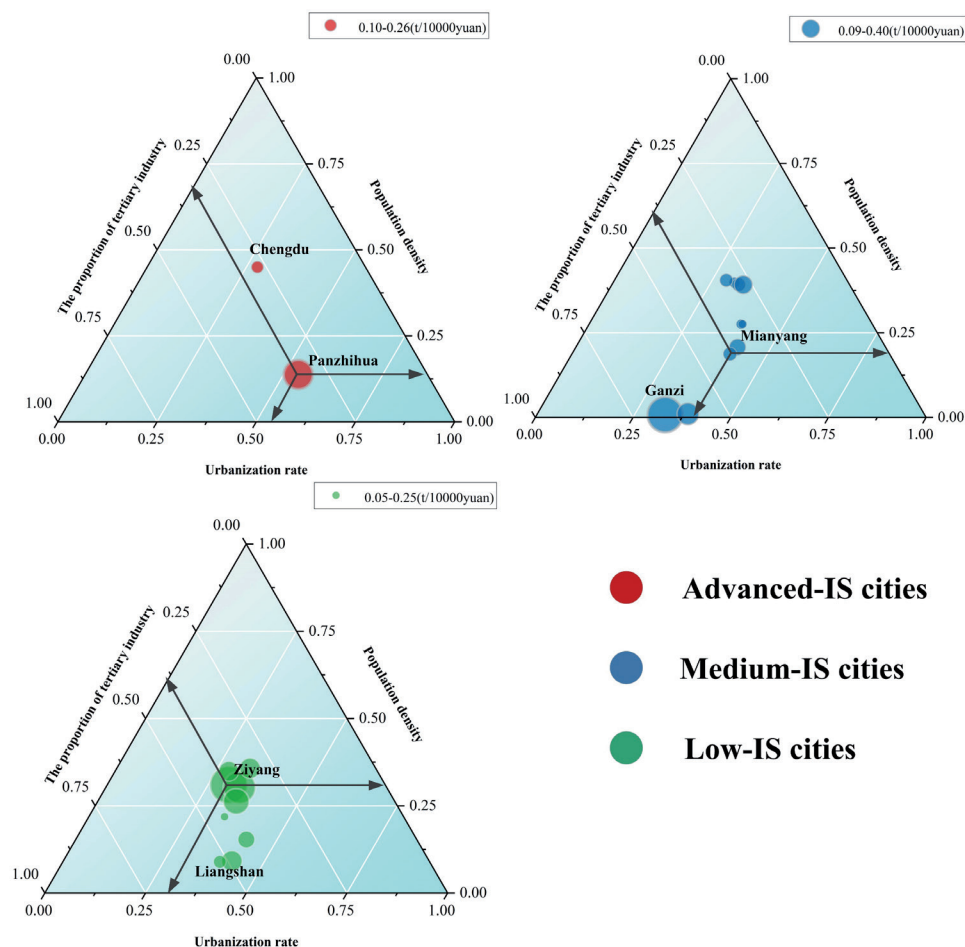 0.10-0.26(t/10000yuan)
0.00
1.00
0.25
0.75
The proportion of tertiary industry
Population density
0.50
Chengdu
0.50
0.75
0.25
Panzhihua
1.00
0.00
0.00
0.25
0.50
0.75
1.00
Urbanization rate
0.09-0.40(t/10000yuan)
0.00
1.00
0.25
0.75
The proportion of tertiary industry
Population density
0.50
0.50
0.75
Mianyang
0.25
Ganzi
1.00
0.00
0.00
0.25
0.50
0.75
1.00
Urbanization rate
0.05-0.25(t/10000yuan)
0.00
1.00
0.25
0.75
The proportion of tertiary industry
Population density
0.50
0.50
Ziyang
0.75
0.25
Liangshan
1.00
0.00
0.00
0.25
0.50
0.75
1.00
Urbanization rate
Advanced-IS cities
Medium-IS cities
Low-IS cities